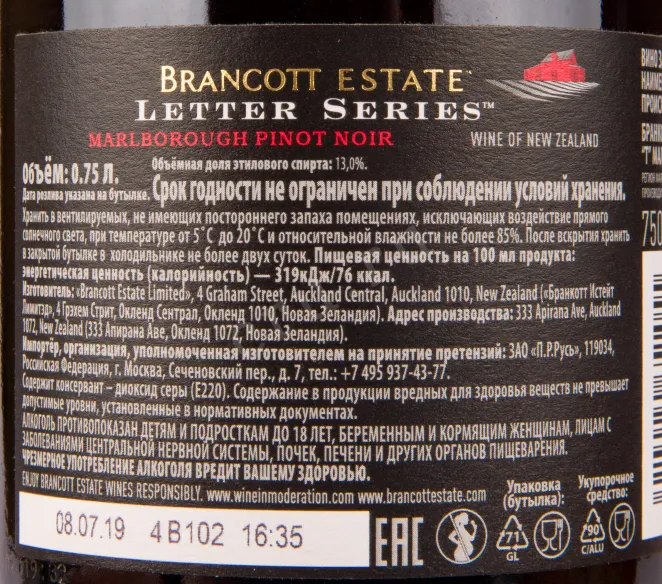 BRANCOTT ESTATE
LETTER SERIES™
MARLBOROUGH PINOT NOIR
WINE OF NEW ZEALAND
Объём: 0.75 Л. Объёмная доля этилового спирта: 13,0%.
Дата розлива указана на бутылке. Срок годности не ограничен при соблюдении условий хранения.
Хранить в вентилируемых, не имеющих постороннего запаха помещениях, исключающих воздействие прямого
солнечного света, при температуре от 5˚С до 20˚С и относительной влажности не более 85%. После вскрытия хранить
в закрытой бутылке в холодильнике не более двух суток. Пищевая ценность на 100 мл продукта:
энергетическая ценность (калорийность) — 319кДж/76 ккал.
Изготовитель: «Brancott Estate Limited», 4 Graham Street, Auckland Central, Auckland 1010, New Zealand («Бранкотт Истейт
Лимитэд», 4 Грэхем Стрит, Окленд Сентрал, Окленд 1010, Новая Зеландия). Адрес производства: 333 Apirana Ave, Auckland
1072, New Zealand (333 Апирана Аве, Окленд 1072, Новая Зеландия).
Импортёр, организация, уполномоченная изготовителем на принятие претензий: ЗАО «П.Р.Русь», 119034,
Российская Федерация, г. Москва, Сеченовский пер., д. 7, тел.: +7 495 937-43-77.
Содержит консервант – диоксид серы (E220). Содержание в продукции вредных для здоровья веществ не превышает
допустимые уровни, установленные в нормативных документах.
АЛКОГОЛЬ ПРОТИВОПОКАЗАН ДЕТЯМ И ПОДРОСТКАМ ДО 18 ЛЕТ, БЕРЕМЕННЫМ И КОРМЯЩИМ ЖЕНЩИНАМ, ЛИЦАМ С
ЗАБОЛЕВАНИЯМИ ЦЕНТРАЛЬНОЙ НЕРВНОЙ СИСТЕМЫ, ПОЧЕК, ПЕЧЕНИ И ДРУГИХ ОРГАНОВ ПИЩЕВАРЕНИЯ.
ЧРЕЗМЕРНОЕ УПОТРЕБЛЕНИЕ АЛКОГОЛЯ ВРЕДИТ ВАШЕМУ ЗДОРОВЬЮ.
ENJOY BRANCOTT ESTATE WINES RESPONSIBLY. www.wineinmoderation.com www.brancottestate.com
08.07.19 4B102 16:35
EAC
Упаковка
(бутылка):
71
GL
Укупорочное
средство:
90
C/ALU
ВИНО
750